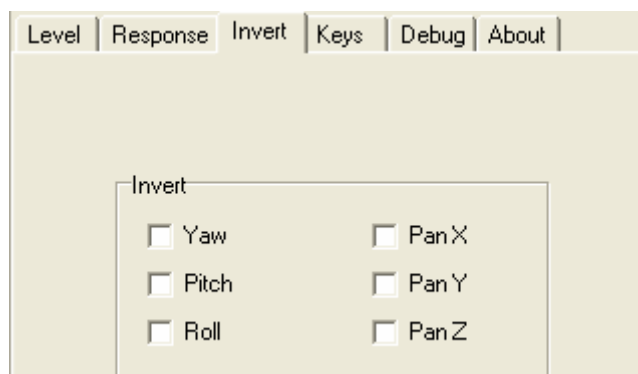 Level Response Invert Keys Debug About
Invert
Yaw Pan X
Pitch Pan Y
Roll Pan Z